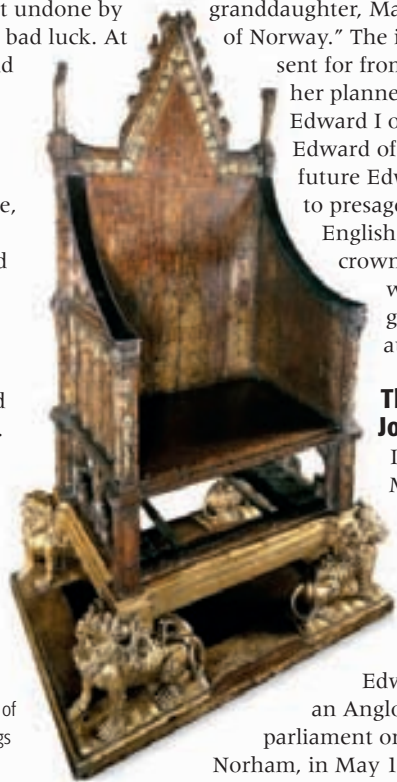 t undone by
bad luck. At
d
e,
d
d
.
of
gs
granddaughter, Ma
of Norway.” The i
sent for from
her planne
Edward I o
Edward of
future Edw
to presage
English
crown
w
g
a
Th
Jo
I
M
Edw
an Anglo
parliament or
Norham, in May 1